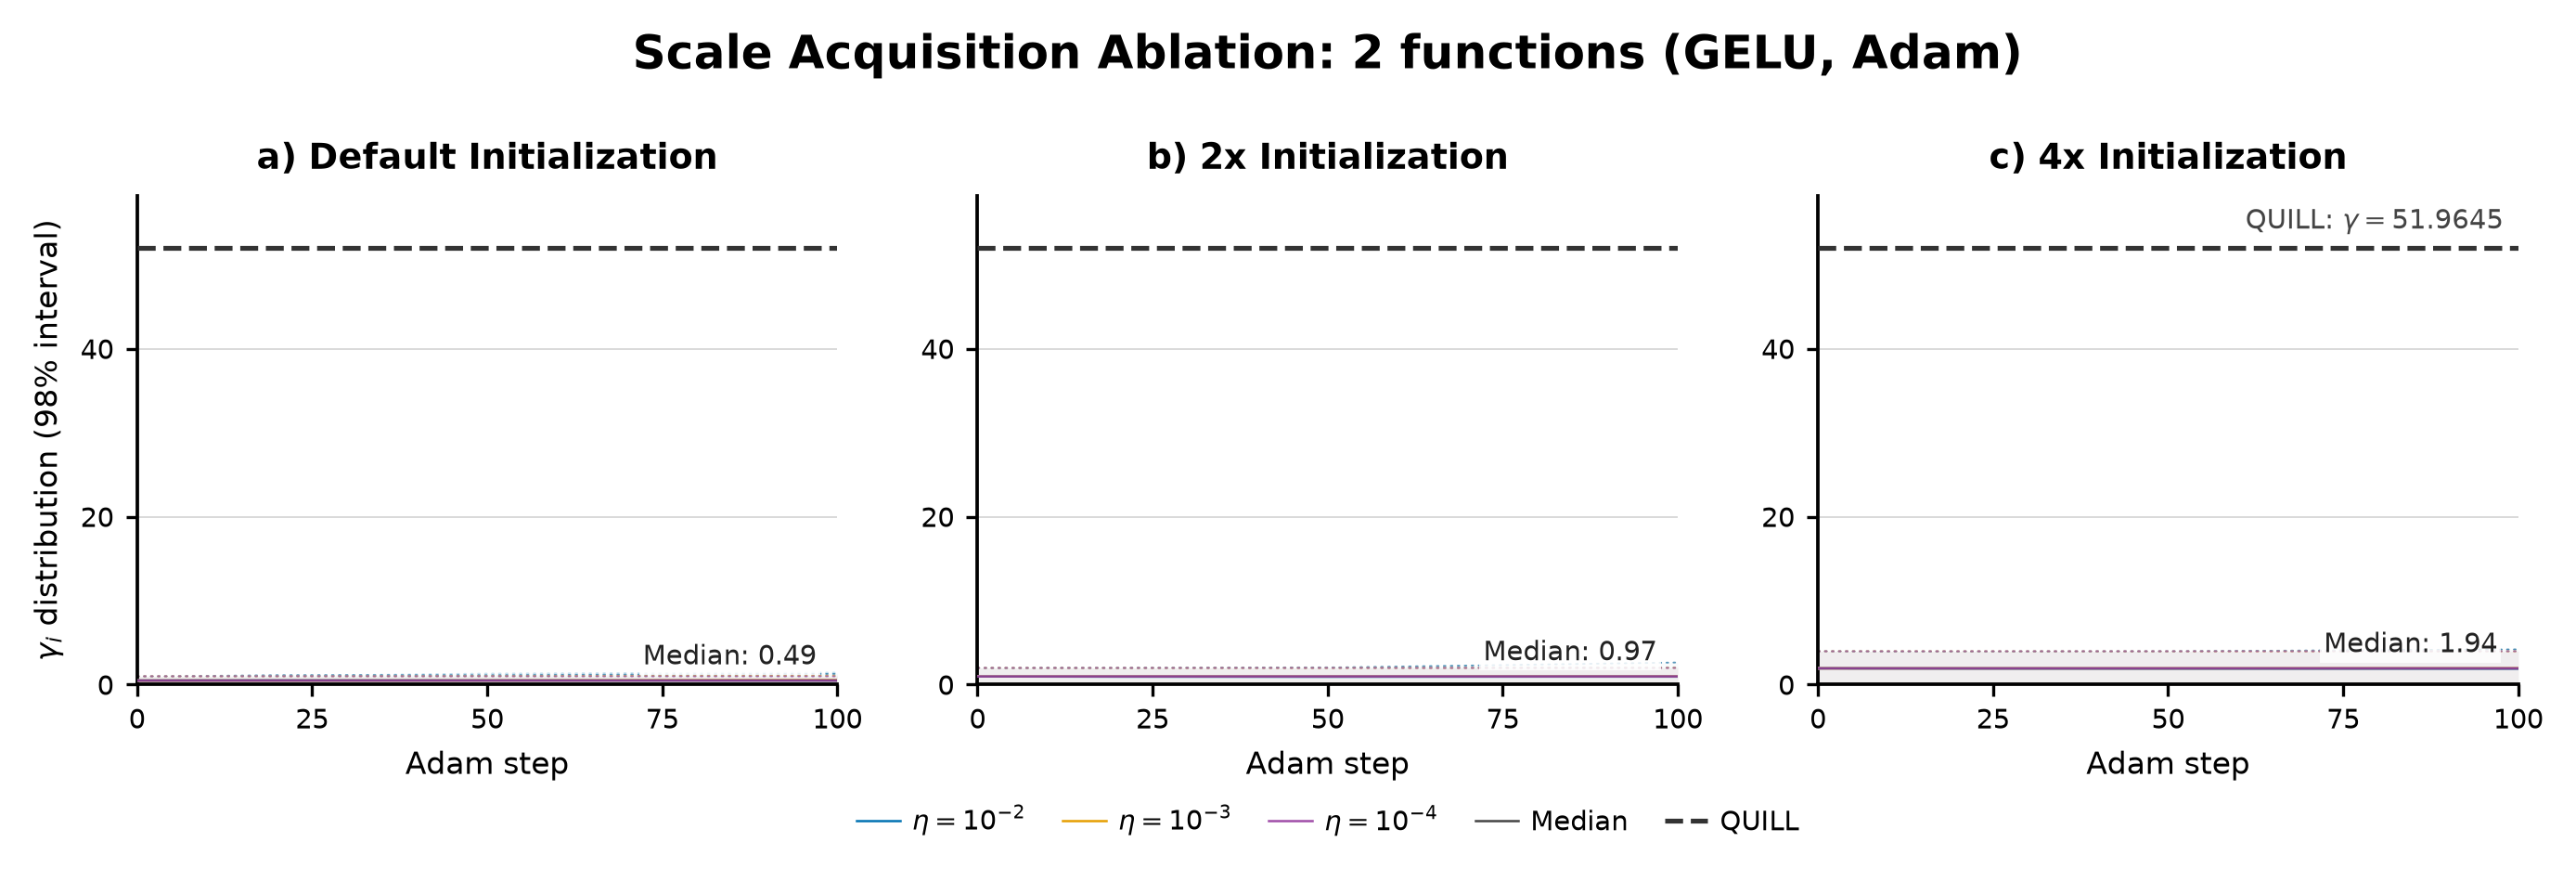 Scale Acquisition Ablation: 2 functions (GELU, Adam)
a) Default Initialization
b) 2x Initialization
c) 4x Initialization
γᵢ distribution (98% interval)
40
20
0
Median: 0.49
0 25 50 75 100
Adam step
40
20
0
Median: 0.97
0 25 50 75 100
Adam step
QUILL: γ = 51.9645
40
20
0
Median: 1.94
0 25 50 75 100
Adam step
η = 10⁻² η = 10⁻³ η = 10⁻⁴ Median QUILL